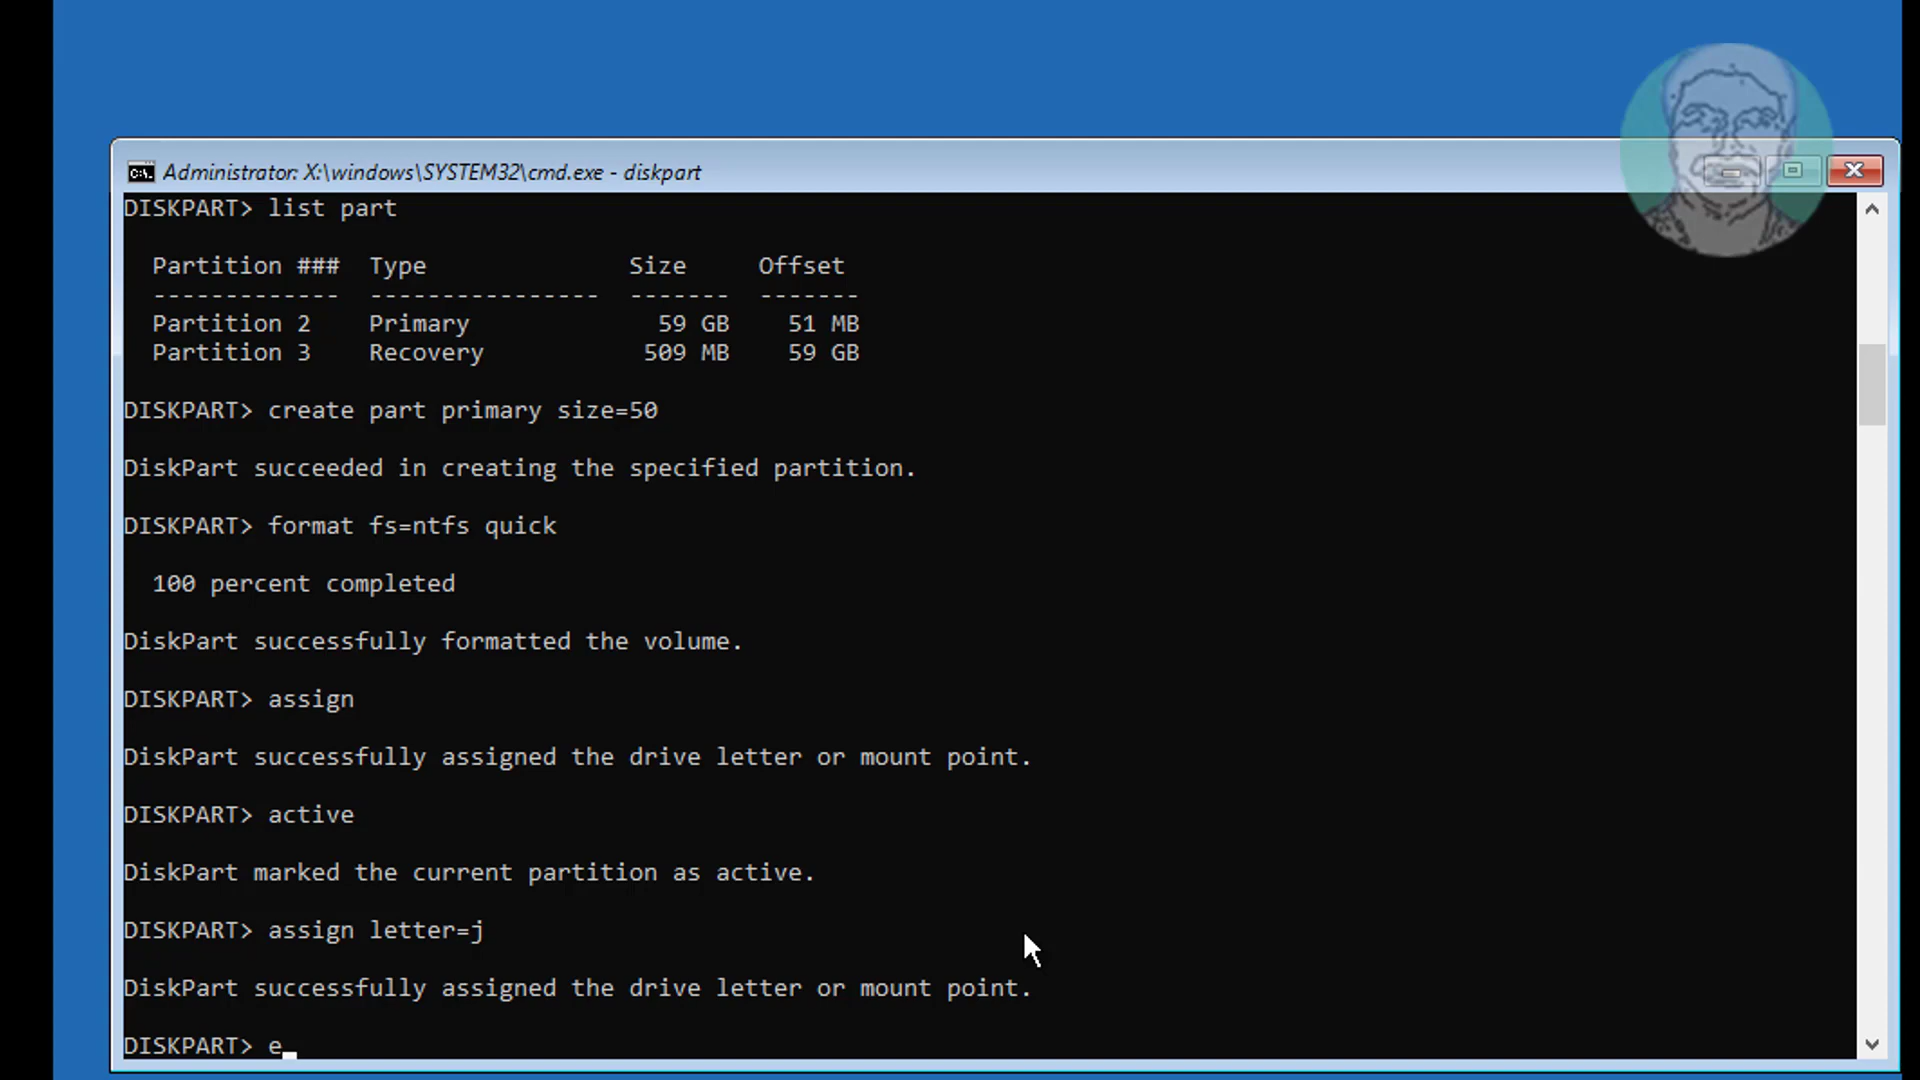 Administrator: X:\windows\SYSTEM32\cmd.exe - diskpart
DISKPART> list part
Partition ### Type Size Offset
------------- ---------------- ------- -------
Partition 2 Primary 59 GB 51 MB
Partition 3 Recovery 509 MB 59 GB
DISKPART> create part primary size=50
DiskPart succeeded in creating the specified partition.
DISKPART> format fs=ntfs quick
100 percent completed
DiskPart successfully formatted the volume.
DISKPART> assign
DiskPart successfully assigned the drive letter or mount point.
DISKPART> active
DiskPart marked the current partition as active.
DISKPART> assign letter=j
DiskPart successfully assigned the drive letter or mount point.
DISKPART> e_